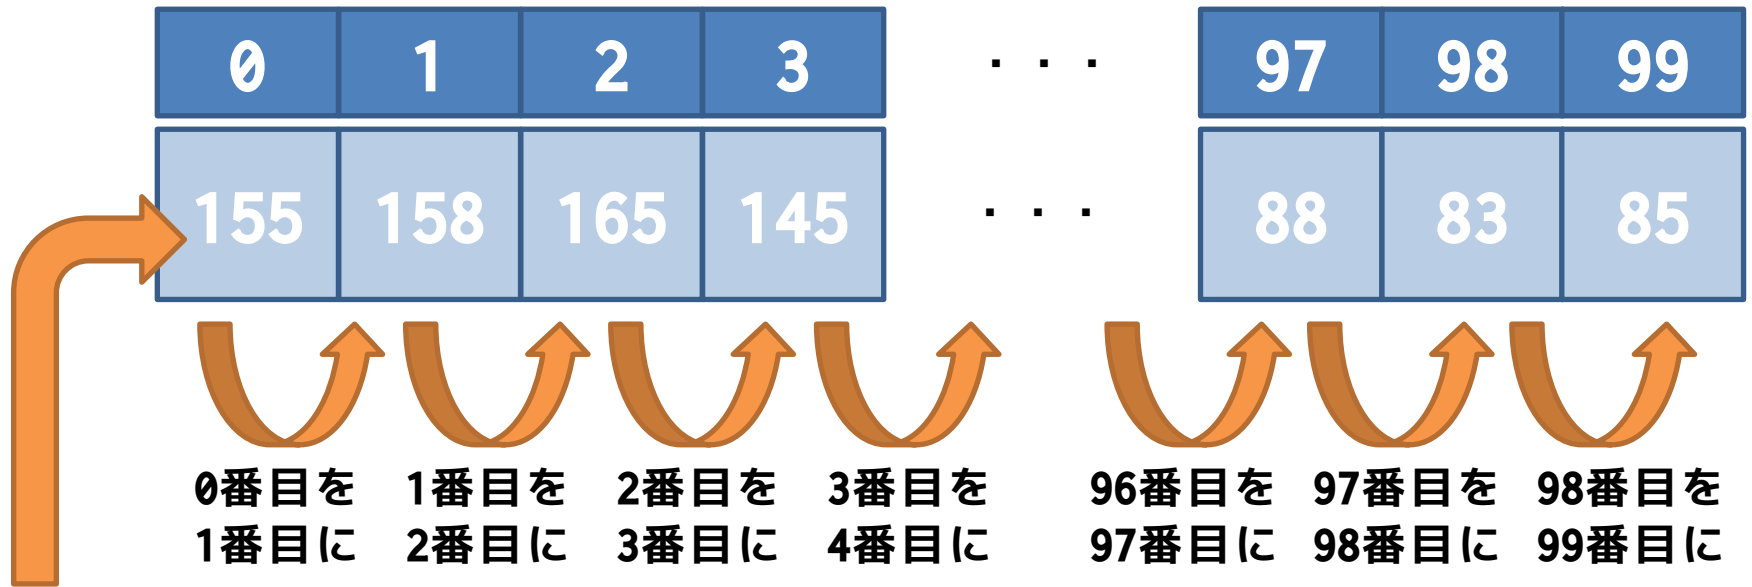 0 1 2 3 ・・・ 97 98 99
155 158 165 145 ・・・ 88 83 85
0番目を 1番目を 2番目を 3番目を 96番目を 97番目を 98番目を
1番目に 2番目に 3番目に 4番目に 97番目に 98番目に 99番目に